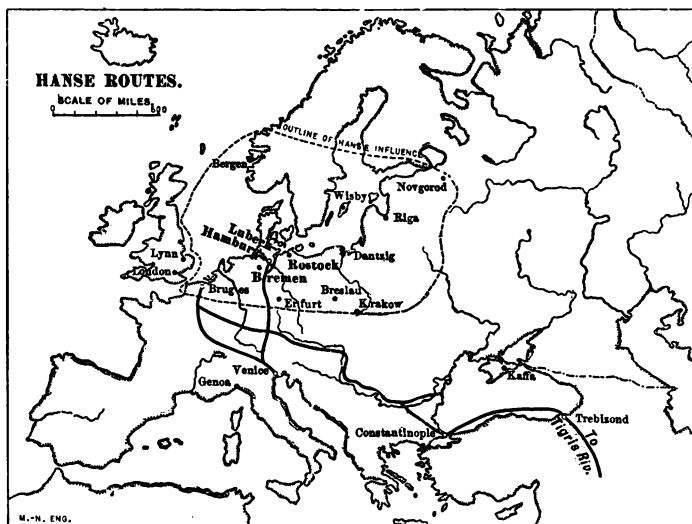 HANSE ROUTES.
SCALE OF MILES.
500
OUTLINE OF HANSE INFLUENCE
Bergen
Novgorod
Wisby
Riga
Lubeck
Hamburg
Lynn
Rostock
Dantzig
London
Bremen
Bruges
Breslau
Erfurt
Krakow
Venice
Kaffa
Genoa
Trebizond
Constantinople
To
Tigris Riv.
M.-N. ENG.